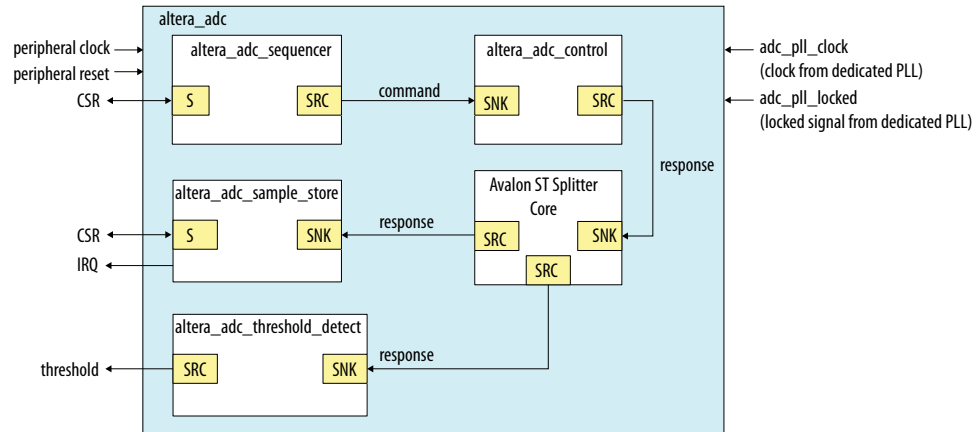 altera_adc
peripheral clock
peripheral reset
CSR
altera_adc_sequencer
S
SRC
command
altera_adc_control
SNK
SRC
adc_pll_clock
(clock from dedicated PLL)
adc_pll_locked
(locked signal from dedicated PLL)
response
altera_adc_sample_store
CSR
S
SNK
IRQ
response
Avalon ST Splitter
Core
SRC
SNK
SRC
altera_adc_threshold_detect
threshold
SRC
SNK
response